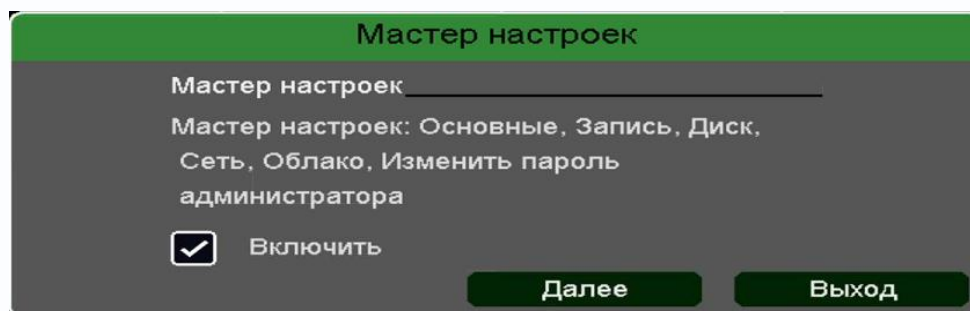 Мастер настроек
Мастер настроек
Мастер настроек: Основные, Запись, Диск,
Сеть, Облако, Изменить пароль
администратора
Включить
Далее Выход